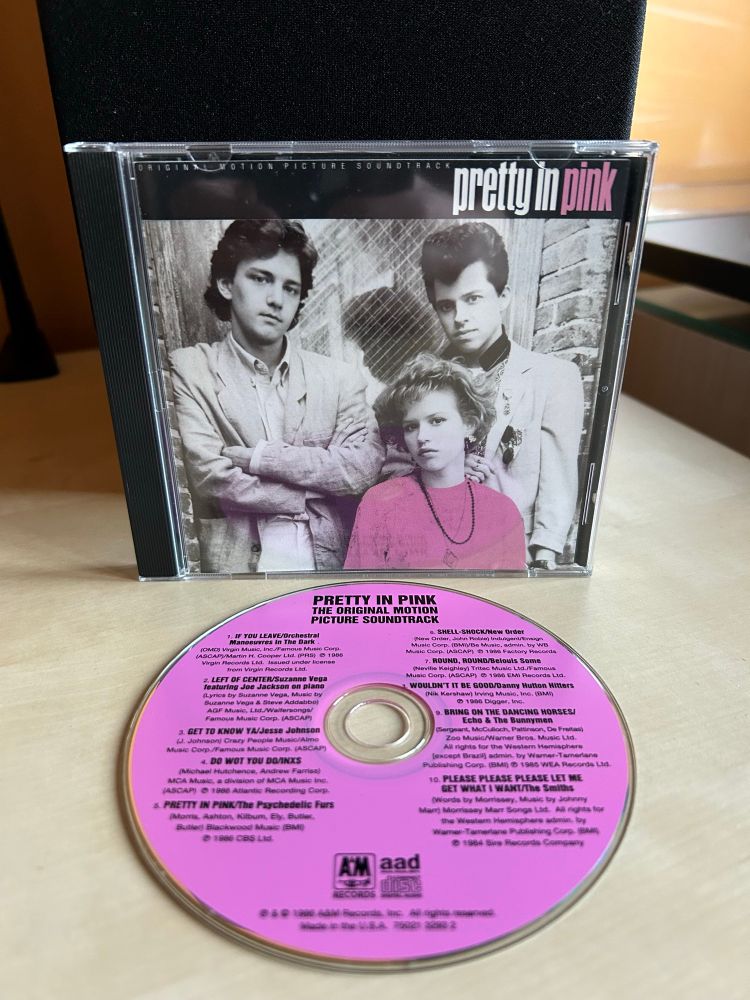 ORIGINAL MOTION PICTURE SOUNDTRACK
pretty in pink
PRETTY IN PINK
THE ORIGINAL MOTION
PICTURE SOUNDTRACK
1. IF YOU LEAVE/Orchestral
Manoeuvres In The Dark
(OMD) Virgin Music, Inc./Famous Music Corp.
(ASCAP)/Martin H. Cooper Ltd. (PRS) ℗ 1986
Virgin Records Ltd. Issued under license
from Virgin Records Ltd.
2. LEFT OF CENTER/Suzanne Vega
featuring Joe Jackson on piano
(Lyrics by Suzanne Vega, Music by
Suzanne Vega & Steve Addabbo)
AGF Music Ltd./Waifersongs/
Famous Music Corp. (ASCAP)
3. GET TO KNOW YA/Jesse Johnson
(J. Johnson) Crazy People Music/Almo
Music Corp./Famous Music Corp. (ASCAP)
4. DO WOT YOU DO/INXS
(Michael Hutchence, Andrew Farriss)
MCA Music, a division of MCA Music Inc.
(ASCAP) ℗ 1986 Atlantic Recording Corp.
5. PRETTY IN PINK/The Psychedelic Furs
(Morris, Ashton, Kilburn, Ely, Butler,
Butler) Blackwood Music (BMI)
℗ 1986 CBS Ltd.
6. SHELL-SHOCK/New Order
(New Order, John Robie) Indulgent/Ensign
Music Corp. (BMI)/Be Music, admin. by WB
Music Corp. (ASCAP) ℗ 1986 Factory Records.
7. ROUND, ROUND/Belouis Some
(Neville Keighley) Tritec Music Ltd./Famous
Music Corp. (ASCAP) ℗ 1986 EMI Records Ltd.
8. WOULDN'T IT BE GOOD/Danny Hutton Hitters
(Nik Kershaw) Irving Music, Inc. (BMI)
℗ 1986 Digger, Inc.
9. BRING ON THE DANCING HORSES/
Echo & The Bunnymen
(Sergeant, McCulloch, Pattinson, De Freitas)
Zoo Music/Warner Bros. Music Ltd.
All rights for the Western Hemisphere
[except Brazil] admin. by Warner-Tamerlane
Publishing Corp. (BMI) ℗ 1985 WEA Records Ltd.
10. PLEASE PLEASE PLEASE LET ME
GET WHAT I WANT/The Smiths
(Words by Morrissey, Music by Johnny
Marr) Morrissey Marr Songs Ltd. All rights for
the Western Hemisphere admin. by
Warner-Tamerlane Publishing Corp. (BMI)
℗ 1984 Sire Records Company
A&M
RECORDS
aad
COMPACT
disc
DIGITAL AUDIO
℗ & © 1986 A&M Records, Inc. All rights reserved.
Made in the U.S.A. 75021 3293 2